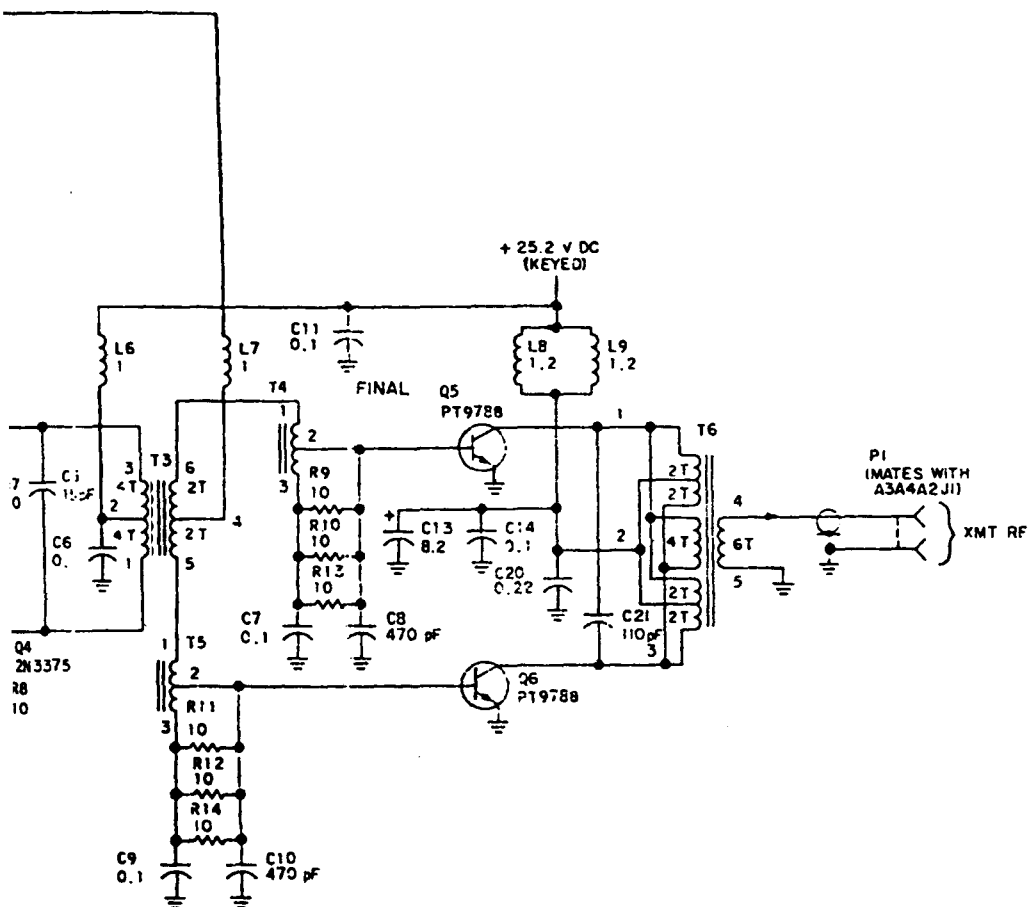 + 25.2 V DC
(KEYED)
C11
0.1
L6
1
L7
1
L8
1.2
L9
1.2
T4
FINAL
Q5
PT9788
1
2
3
1
T6
P1
(MATES WITH
A3A4A2J1)
XMT RF
3
T3
6
4T
2T
2
4
4T
2T
1
5
C6
0.
R9
10
R10
10
R13
10
C13
8.2
C14
0.1
2
C20
0.22
2T
2T
4T
2T
2T
4
6T
5
C7
0.1
C8
470 pF
C21
110 pF
3
Q4
2N3375
R8
10
1
T5
2
3
Q6
PT9788
R11
10
R12
10
R14
10
C9
0.1
C10
470 pF